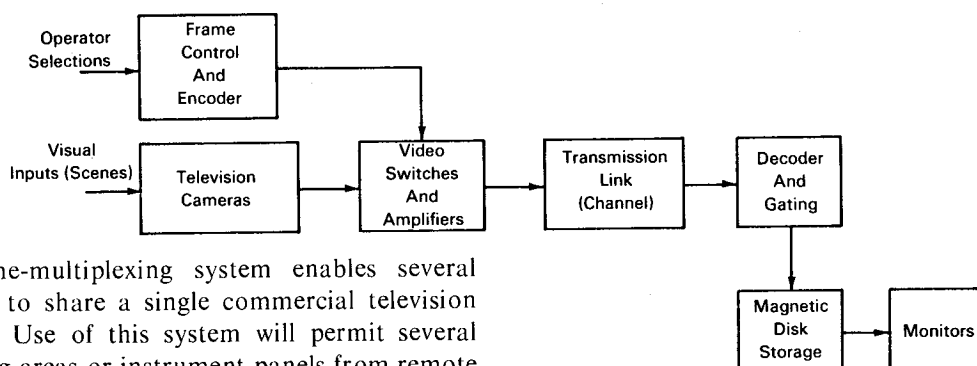 Operator
Selections
Frame
Control
And
Encoder
Visual
Inputs (Scenes)
Television
Cameras
Video
Switches
And
Amplifiers
Transmission
Link
(Channel)
Decoder
And
Gating
Magnetic
Disk
Storage
Monitors
ne-multiplexing system enables several
to share a single commercial television
Use of this system will permit several
g areas or instrument panels from remote